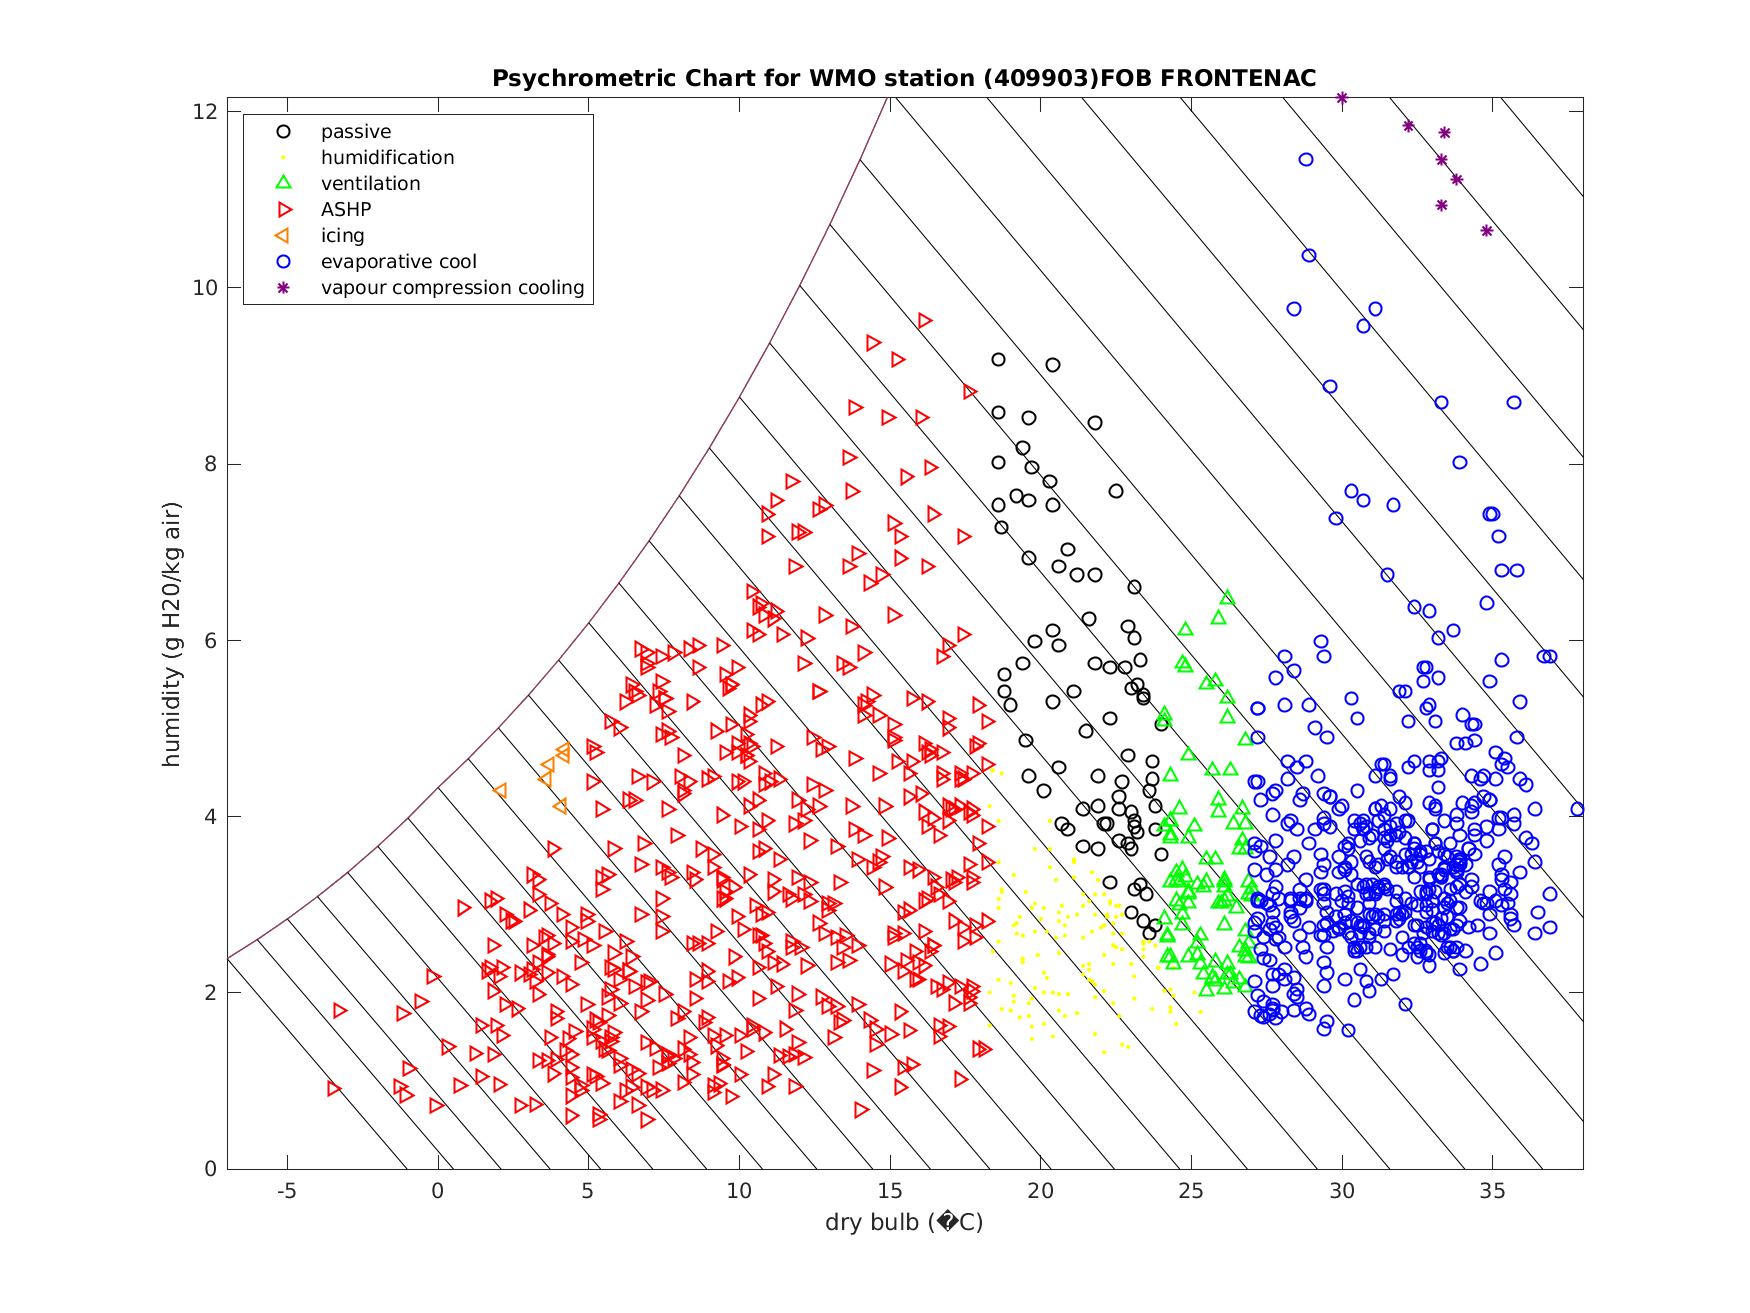 Psychrometric Chart for WMO station (409903)FOB FRONTENAC
passive
humidification
ventilation
ASHP
icing
evaporative cool
vapour compression cooling
humidity (g H20/kg air)
12
10
8
6
4
2
0
-5 0 5 10 15 20 25 30 35
dry bulb (�C)